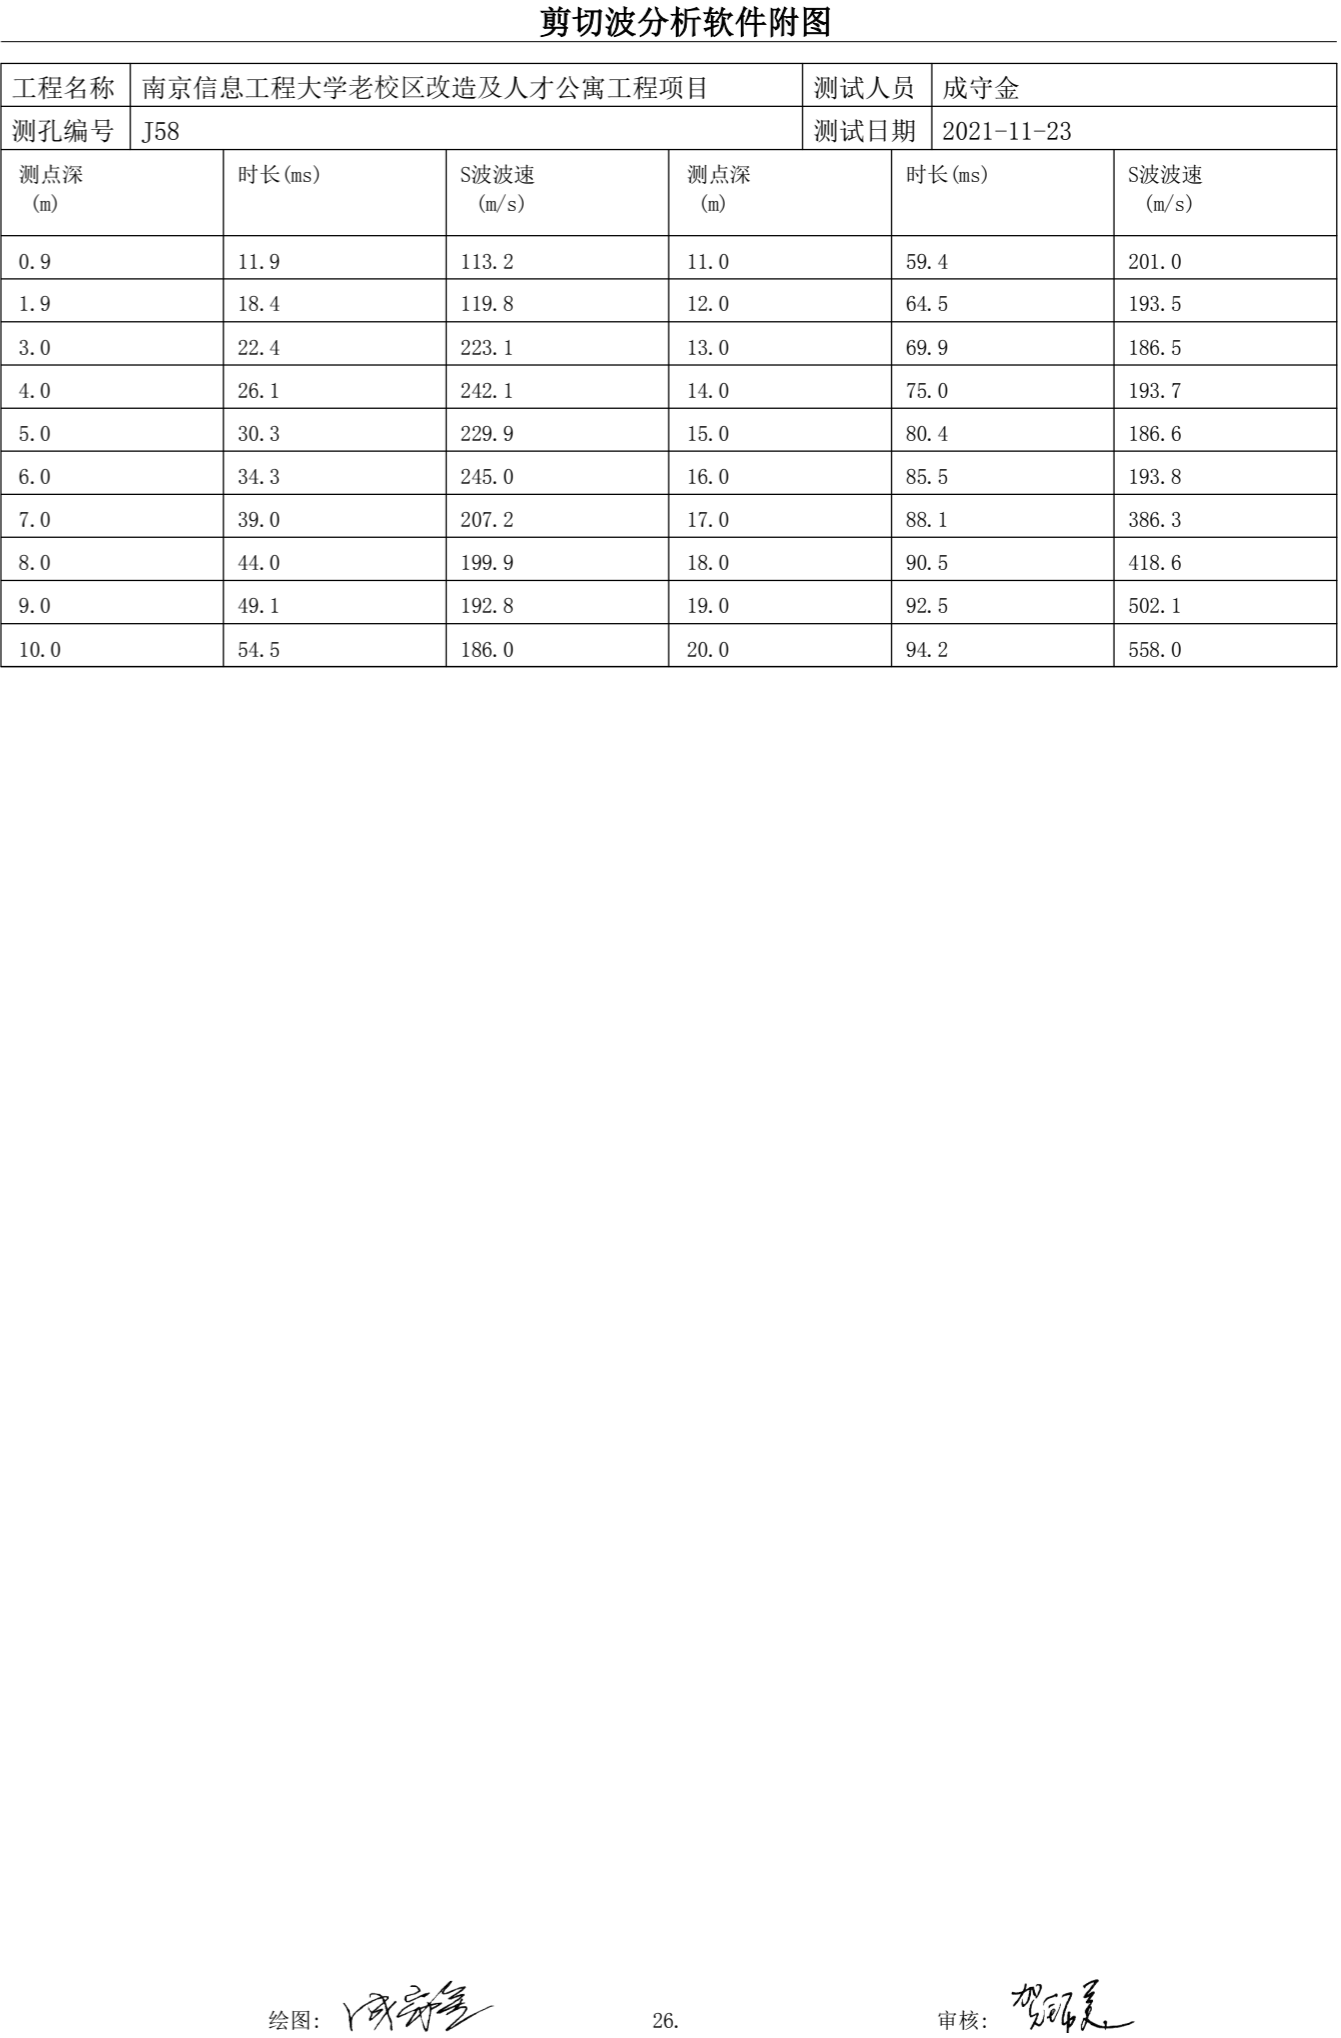 剪切波分析软件附图
工程名称 南京信息工程大学老校区改造及人才公寓工程项目 测试人员 成守金
测孔编号 J58 测试日期 2021-11-23
测点深 时长(ms) S波波速 测点深 时长(ms) S波波速
(m) (m/s) (m) (m/s)
0.9 11.9 113.2 11.0 59.4 201.0
1.9 18.4 119.8 12.0 64.5 193.5
3.0 22.4 223.1 13.0 69.9 186.5
4.0 26.1 242.1 14.0 75.0 193.7
5.0 30.3 229.9 15.0 80.4 186.6
6.0 34.3 245.0 16.0 85.5 193.8
7.0 39.0 207.2 17.0 88.1 386.3
8.0 44.0 199.9 18.0 90.5 418.6
9.0 49.1 192.8 19.0 92.5 502.1
10.0 54.5 186.0 20.0 94.2 558.0
绘图: 成守金 26. 审核: